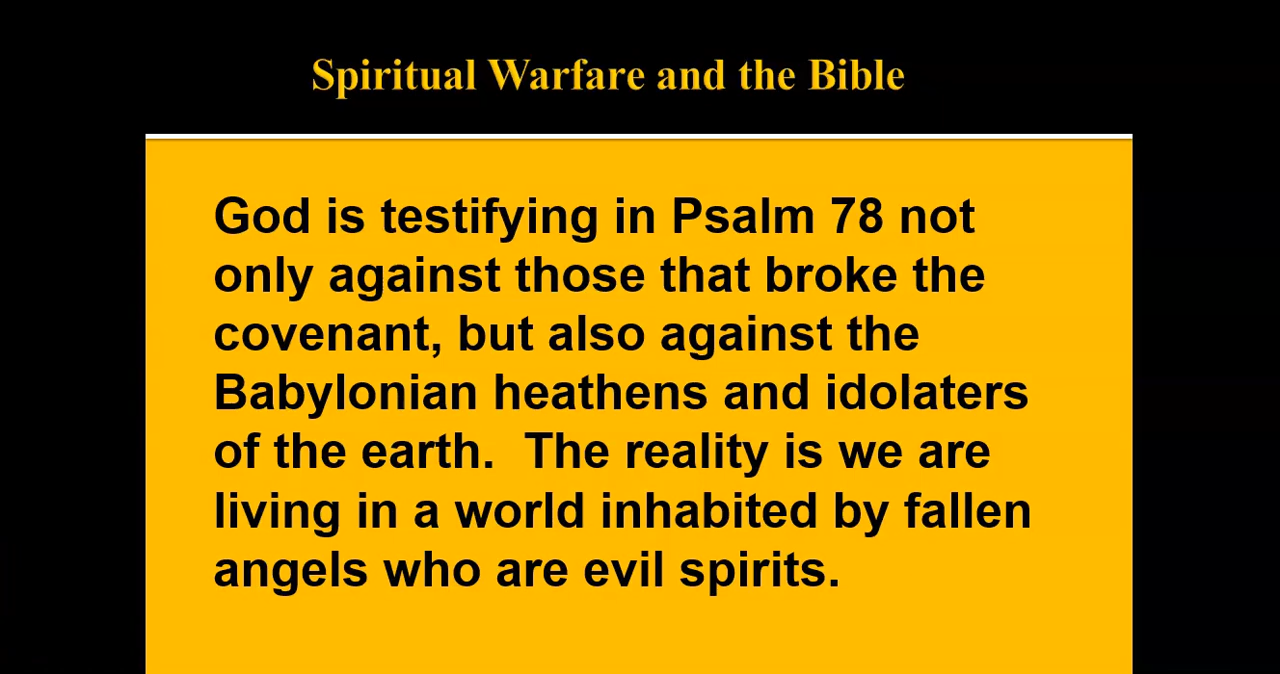 Spiritual Warfare and the Bible
God is testifying in Psalm 78 not
only against those that broke the
covenant, but also against the
Babylonian heathens and idolaters
of the earth.  The reality is we are
living in a world inhabited by fallen
angels who are evil spirits.